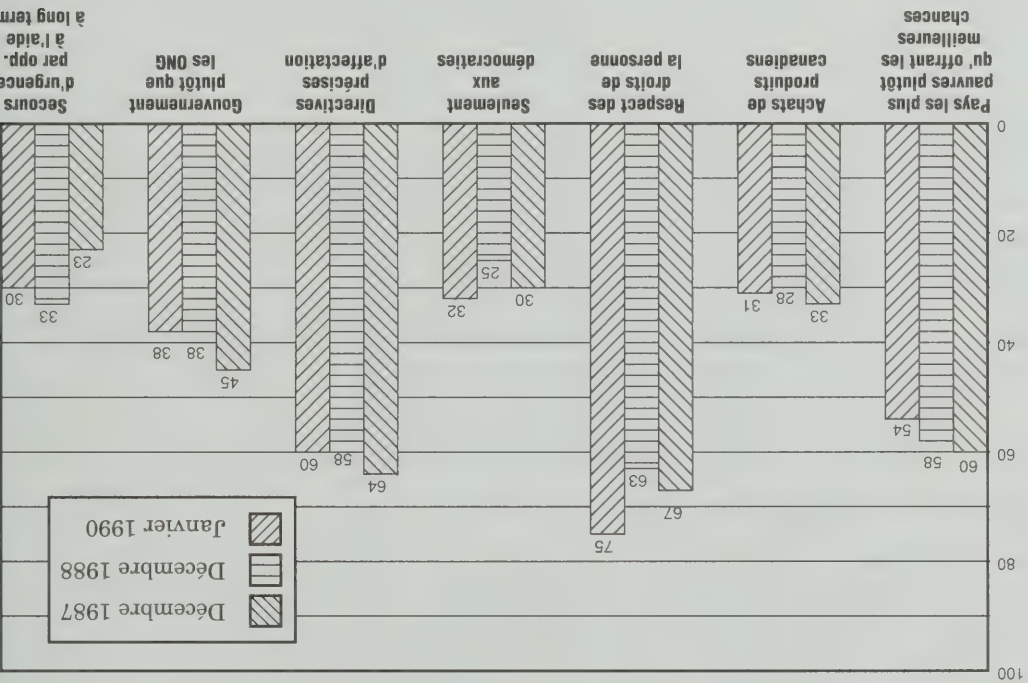 100
80
60
40
20
0
Décembre 1987
Décembre 1988
Janvier 1990
60
58
54
33
28
31
67
63
75
30
25
32
64
58
60
45
38
38
23
33
30
Pays les plus
pauvres plutôt
qu' offrant les
meilleures
chances
Achats de
produits
canadiens
Respect des
droits de
la personne
Seulement
aux
démocraties
Directives
précises
d'affectation
Gouvernement
plutôt que
les ONG
Secours
d'urgence
par opp.
à l'aide
à long term